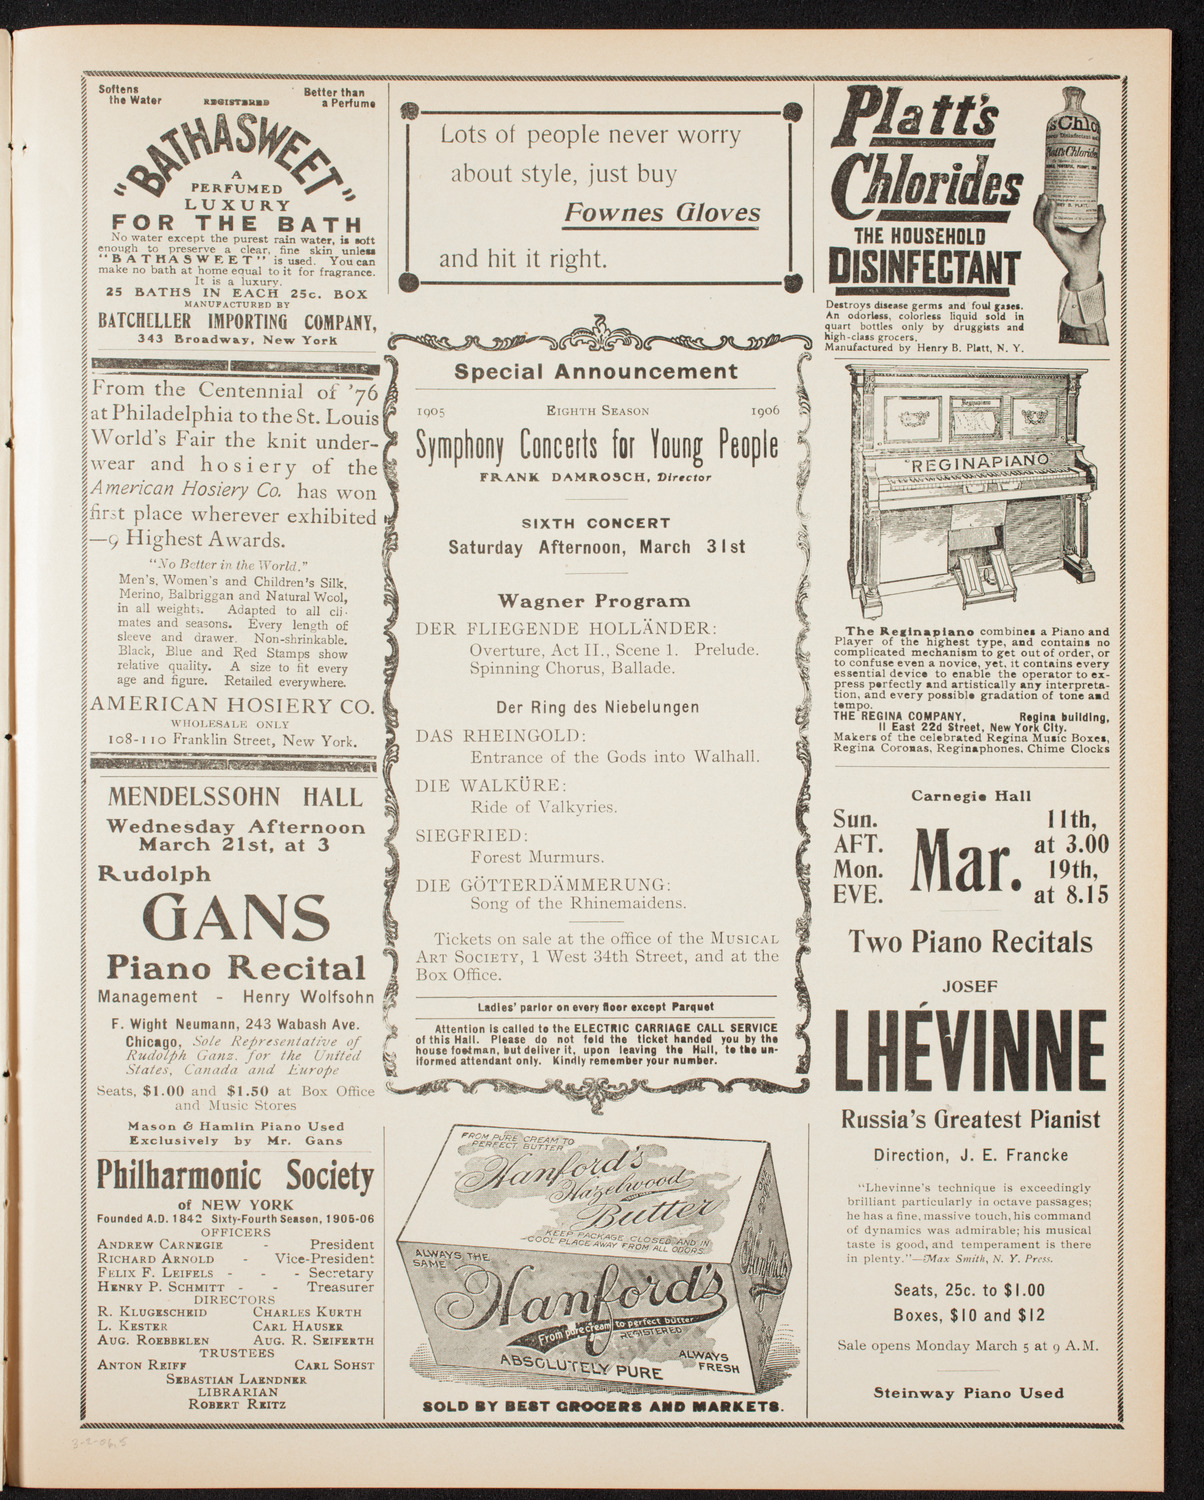 Softens
the Water
REGISTERED
Better than
a Perfume
"BATHASWEET"
A
PERFUMED
LUXURY
FOR THE BATH
No water except the purest rain water, is soft
enough to preserve a clear, fine skin unless
"BATHASWEET" is used. You can
make no bath at home equal to it for fragrance.
It is a luxury.
25 BATHS IN EACH 25c. BOX
MANUFACTURED BY
BATCHELLER IMPORTING COMPANY,
343 Broadway, New York
From the Centennial of '76
at Philadelphia to the St. Louis
World's Fair the knit under-
wear and hosiery of the
American Hosiery Co. has won
first place wherever exhibited
—9 Highest Awards.
"No Better in the World."
Men's, Women's and Children's Silk,
Merino, Balbriggan and Natural Wool,
in all weights. Adapted to all cli-
mates and seasons. Every length of
sleeve and drawer. Non-shrinkable.
Black, Blue and Red Stamps show
relative quality. A size to fit every
age and figure. Retailed everywhere.
AMERICAN HOSIERY CO.
WHOLESALE ONLY
108-110 Franklin Street, New York.
MENDELSSOHN HALL
Wednesday Afternoon
March 21st, at 3
Rudolph
GANS
Piano Recital
Management - Henry Wolfsohn
F. Wight Neumann, 243 Wabash Ave.
Chicago, Sole Representative of
Rudolph Ganz. for the United
States, Canada and Europe
Seats, $1.00 and $1.50 at Box Office
and Music Stores
Mason & Hamlin Piano Used
Exclusively by Mr. Gans
Philharmonic Society
of NEW YORK
Founded A.D. 1842 Sixty-Fourth Season, 1905-06
OFFICERS
ANDREW CARNEGIE - President
RICHARD ARNOLD - Vice-President
FELIX F. LEIFELS - - - Secretary
HENRY P. SCHMITT - - Treasurer
DIRECTORS
R. KLUGESCHEID CHARLES KURTH
L. KESTER CARL HAUSER
AUG. ROEBBELEN AUG. R. SEIFERTH
TRUSTEES
ANTON REIFF CARL SOHST
SEBASTIAN LAENDNER
LIBRARIAN
ROBERT REITZ
Lots of people never worry
about style, just buy
Fownes Gloves
and hit it right.
Special Announcement
1905 EIGHTH SEASON 1906
Symphony Concerts for Young People
FRANK DAMROSCH, Director
SIXTH CONCERT
Saturday Afternoon, March 31st
Wagner Program
DER FLIEGENDE HOLLÄNDER:
Overture, Act II., Scene 1. Prelude.
Spinning Chorus, Ballade.
Der Ring des Niebelungen
DAS RHEINGOLD:
Entrance of the Gods into Walhall.
DIE WALKÜRE:
Ride of Valkyries.
SIEGFRIED:
Forest Murmurs.
DIE GÖTTERDÄMMERUNG:
Song of the Rhinemaidens.
Tickets on sale at the office of the MUSICAL
ART SOCIETY, 1 West 34th Street, and at the
Box Office.
Ladies' parlor on every floor except Parquet
Attention is called to the ELECTRIC CARRIAGE CALL SERVICE
of this Hall. Please do not fold the ticket handed you by the
house footman, but deliver it, upon leaving the Hall, to the un-
iformed attendant only. Kindly remember your number.
FROM PURE CREAM TO
PERFECT BUTTER
Hanford's
Hazelwood
Butter
KEEP PACKAGE CLOSED AND IN
COOL PLACE AWAY FROM ALL ODORS
ALWAYS THE
SAME
Hanford's
From pure cream to perfect butter
REGISTERED
ABSOLUTELY PURE
ALWAYS
FRESH
Hanford's
SOLD BY BEST GROCERS AND MARKETS.
Platt's
Chlorides
THE HOUSEHOLD
DISINFECTANT
Platt's Chlorides
Destroys disease germs and foul gases.
An odorless, colorless liquid sold in
quart bottles only by druggists and
high-class grocers.
Manufactured by Henry B. Platt, N. Y.
REGINAPIANO
The Reginapiano combines a Piano and
Player of the highest type, and contains no
complicated mechanism to get out of order, or
to confuse even a novice, yet, it contains every
essential device to enable the operator to ex-
press perfectly and artistically any interpreta-
tion, and every possible gradation of tone and
tempo.
THE REGINA COMPANY, Regina building,
11 East 22d Street, New York City.
Makers of the celebrated Regina Music Boxes,
Regina Coronas, Reginaphones, Chime Clocks
Carnegie Hall
Sun. 11th,
AFT. at 3.00
Mar.
Mon. 19th,
EVE. at 8.15
Two Piano Recitals
JOSEF
LHÉVINNE
Russia's Greatest Pianist
Direction, J. E. Francke
"Lhevinne's technique is exceedingly
brilliant particularly in octave passages;
he has a fine, massive touch, his command
of dynamics was admirable; his musical
taste is good, and temperament is there
in plenty."—Max Smith, N. Y. Press.
Seats, 25c. to $1.00
Boxes, $10 and $12
Sale opens Monday March 5 at 9 A.M.
Steinway Piano Used
3-2-06,5